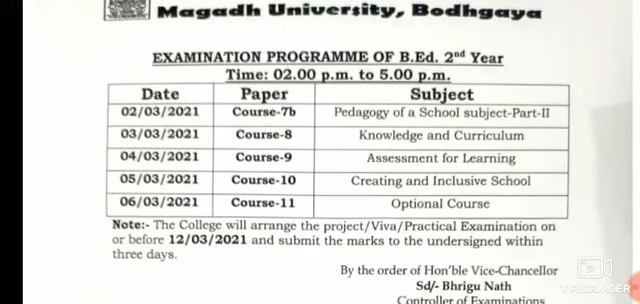 Magadh University, Bodhgaya
EXAMINATION PROGRAMME OF B.Ed. 2nd Year
Time: 02.00 p.m. to 5.00 p.m.
Date Paper Subject
02/03/2021 Course-7b Pedagogy of a School subject-Part-II
03/03/2021 Course-8 Knowledge and Curriculum
04/03/2021 Course-9 Assessment for Learning
05/03/2021 Course-10 Creating and Inclusive School
06/03/2021 Course-11 Optional Course
Note:- The College will arrange the project/Viva/Practical Examination on
or before 12/03/2021 and submit the marks to the undersigned within
three days.
By the order of Hon'ble Vice-Chancellor
Sd/- Bhrigu Nath
Controller of Examinations
V RECORDER